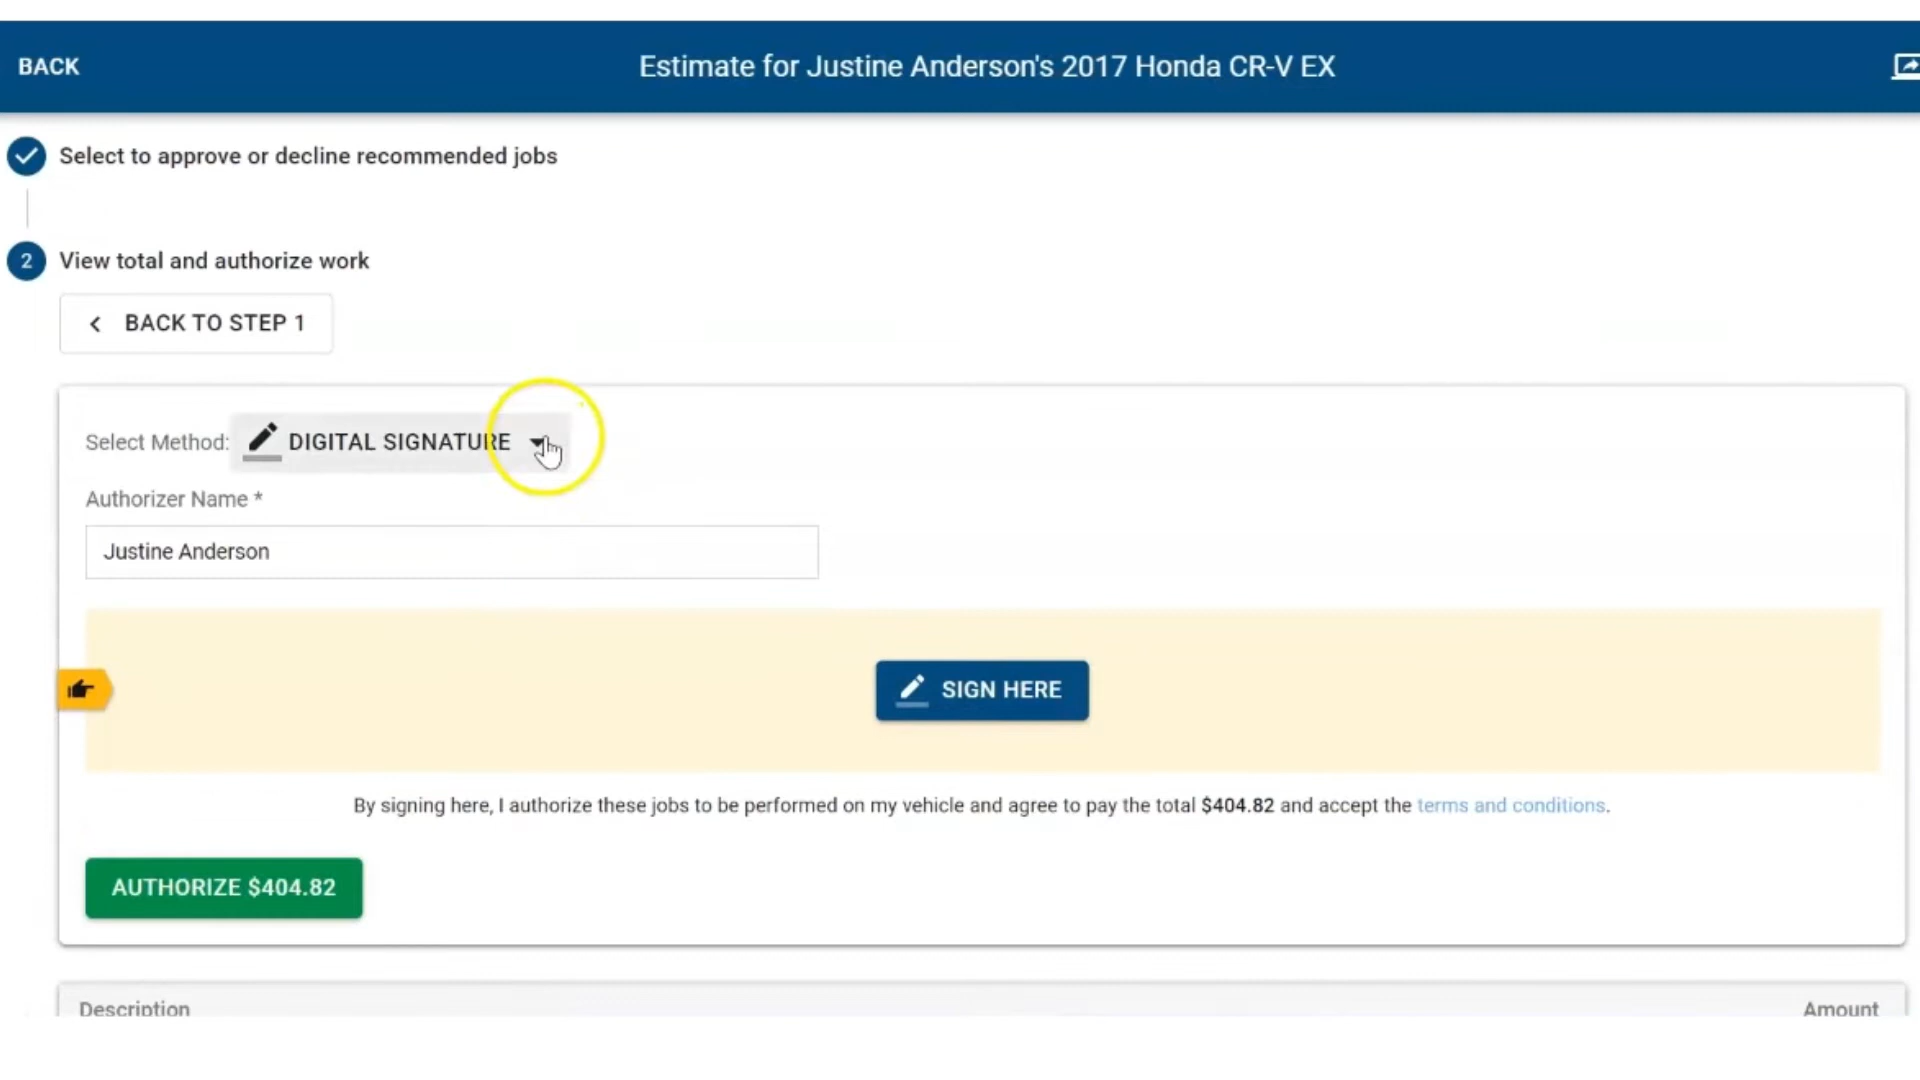 BACK
Estimate for Justine Anderson's 2017 Honda CR-V EX
Select to approve or decline recommended jobs
2 View total and authorize work
BACK TO STEP 1
Select Method: DIGITAL SIGNATURE
Authorizer Name *
Justine Anderson
SIGN HERE
By signing here, I authorize these jobs to be performed on my vehicle and agree to pay the total $404.82 and accept the terms and conditions.
AUTHORIZE $404.82
Description Amount